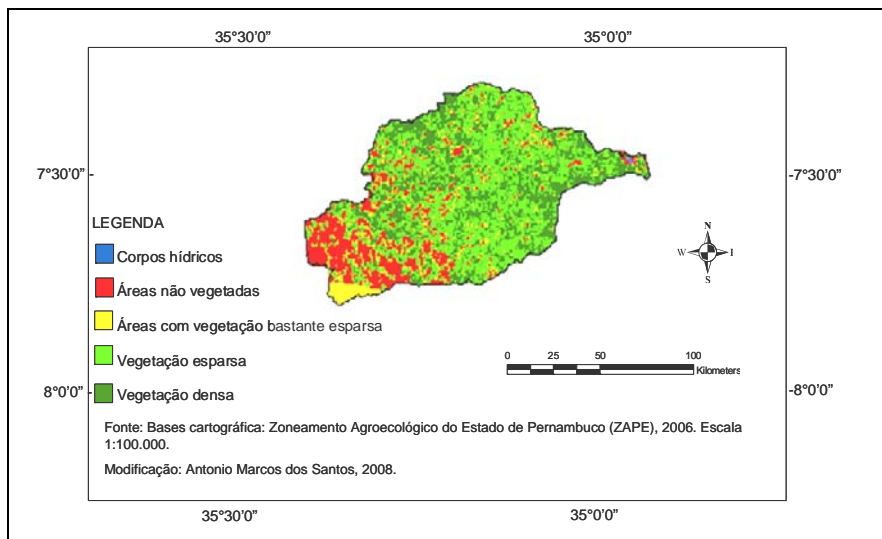 35°30'0" 35°0'0"
7°30'0" -7°30'0"
LEGENDA
Corpos hídricos
Áreas não vegetadas
Áreas com vegetação bastante esparsa
Vegetação esparsa
Vegetação densa
N
W I
S
0 25 50 100
Kilometers
8°0'0" -8°0'0"
Fonte: Bases cartográfica: Zoneamento Agroecológico do Estado de Pernambuco (ZAPE), 2006. Escala
1:100.000.
Modificação: Antonio Marcos dos Santos, 2008.
35°30'0" 35°0'0"